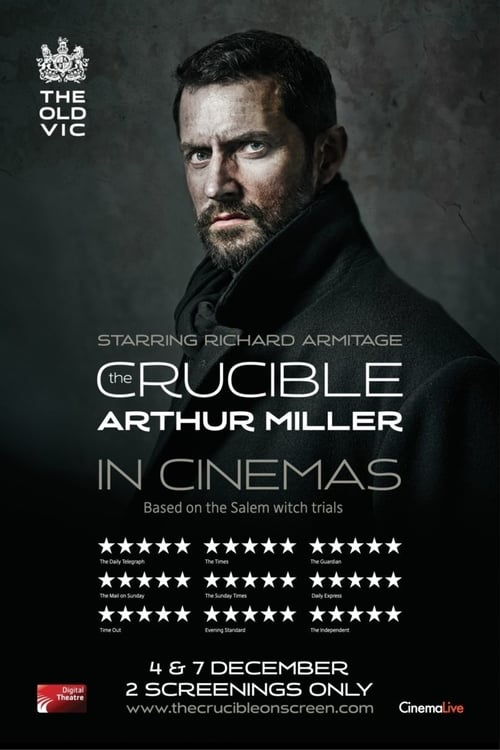 THE
OLD
VIC
STARRING RICHARD ARMITAGE
the CRUCIBLE
ARTHUR MILLER
IN CINEMAS
Based on the Salem witch trials
★★★★★ ★★★★★ ★★★★★
The Daily Telegraph The Times The Guardian
★★★★★ ★★★★★ ★★★★★
The Mail on Sunday The Sunday Times Daily Express
★★★★★ ★★★★★ ★★★★★
Time Out Evening Standard The Independent
4 & 7 DECEMBER
2 SCREENINGS ONLY
www.thecrucibleonscreen.com
Digital
Theatre
CinemaLive